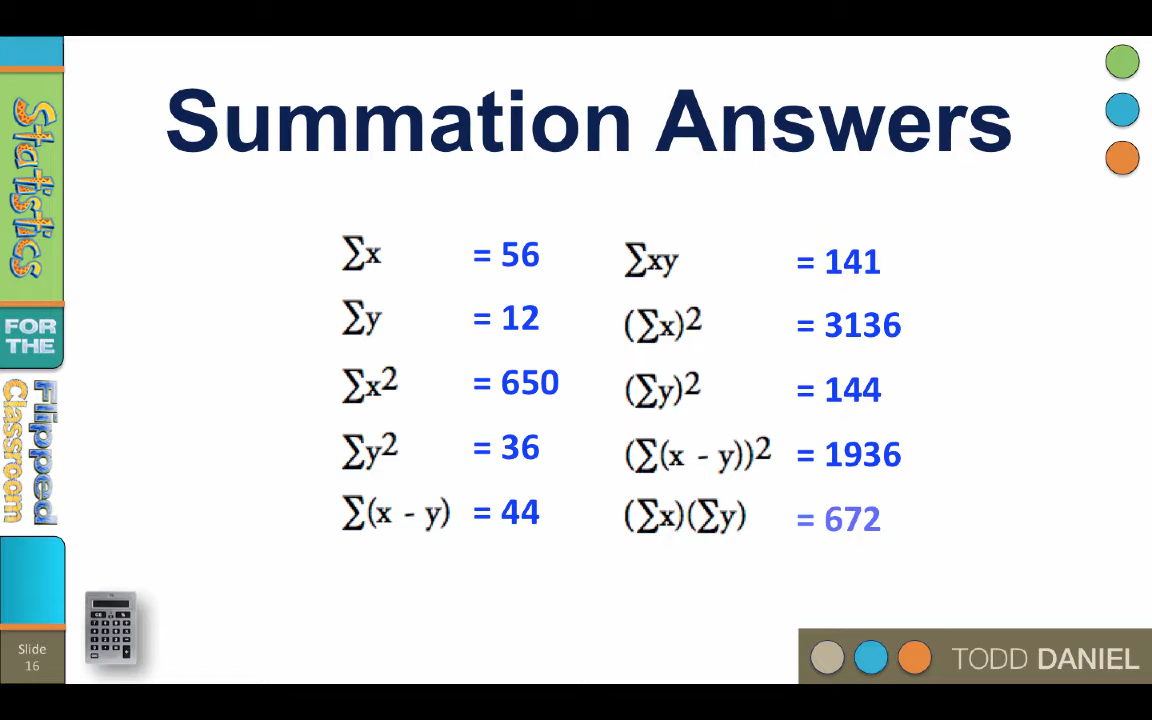 Summation Answers
∑x = 56
∑y = 12
∑x² = 650
∑y² = 36
∑(x - y) = 44
∑xy = 141
(∑x)² = 3136
(∑y)² = 144
(∑(x - y))² = 1936
(∑x)(∑y) = 672
Statistics
FOR
THE
Flipped
Classroom
Slide
16
TODD DANIEL